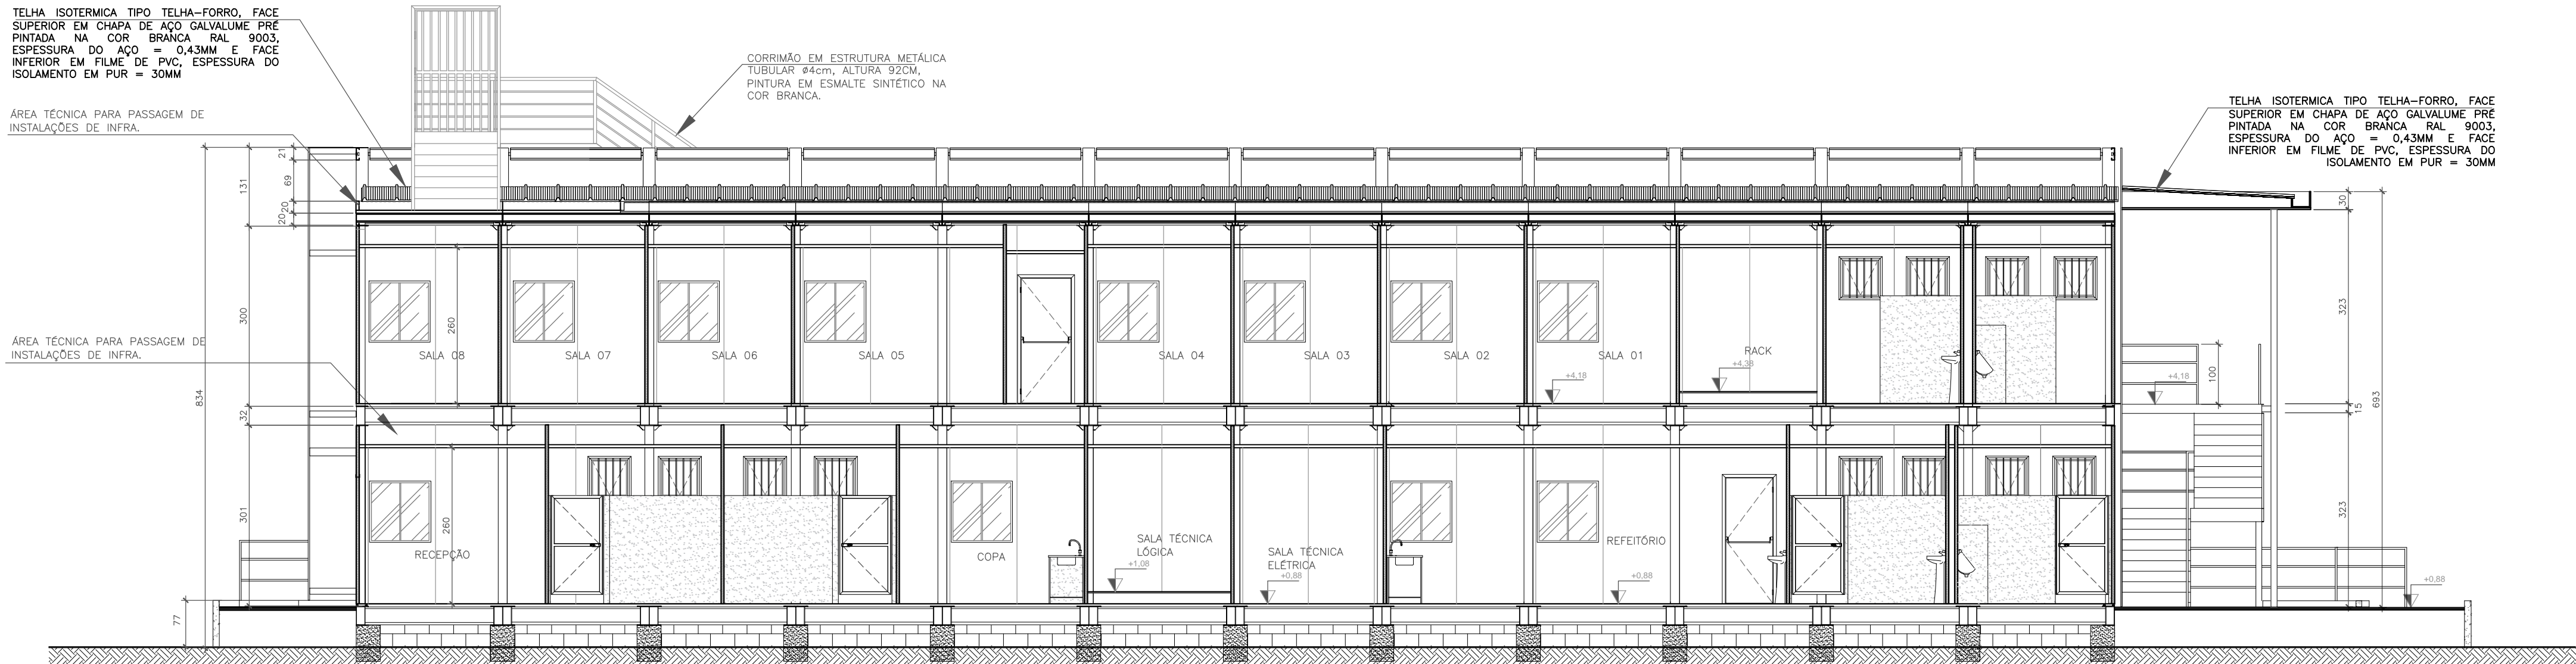 TELHA ISOTERMICA TIPO TELHA-FORRO, FACE
SUPERIOR EM CHAPA DE AÇO GALVALUME PRÉ
PINTADA NA COR BRANCA RAL 9003,
ESPESSURA DO AÇO = 0,43MM E FACE
INFERIOR EM FILME DE PVC, ESPESSURA DO
ISOLAMENTO EM PUR = 30MM
CORRIMÃO EM ESTRUTURA METÁLICA
TUBULAR Ø4cm, ALTURA 92CM,
PINTURA EM ESMALTE SINTÉTICO NA
COR BRANCA.
TELHA ISOTERMICA TIPO TELHA-FORRO, FACE
SUPERIOR EM CHAPA DE AÇO GALVALUME PRÉ
PINTADA NA COR BRANCA RAL 9003,
ESPESSURA DO AÇO = 0,43MM E FACE
INFERIOR EM FILME DE PVC, ESPESSURA DO
ISOLAMENTO EM PUR = 30MM
ÁREA TÉCNICA PARA PASSAGEM DE
INSTALAÇÕES DE INFRA.
21
131
69
20
20
30
300
260
323
ÁREA TÉCNICA PARA PASSAGEM DE
INSTALAÇÕES DE INFRA.
SALA 08
SALA 07
SALA 06
SALA 05
SALA 04
SALA 03
SALA 02
SALA 01
RACK
+4,38
+4,18
+4,18
100
834
32
15
693
301
260
323
RECEPÇÃO
COPA
SALA TÉCNICA
LÓGICA
+1,08
SALA TÉCNICA
ELÉTRICA
+0,88
REFEITÓRIO
+0,88
+0,88
77